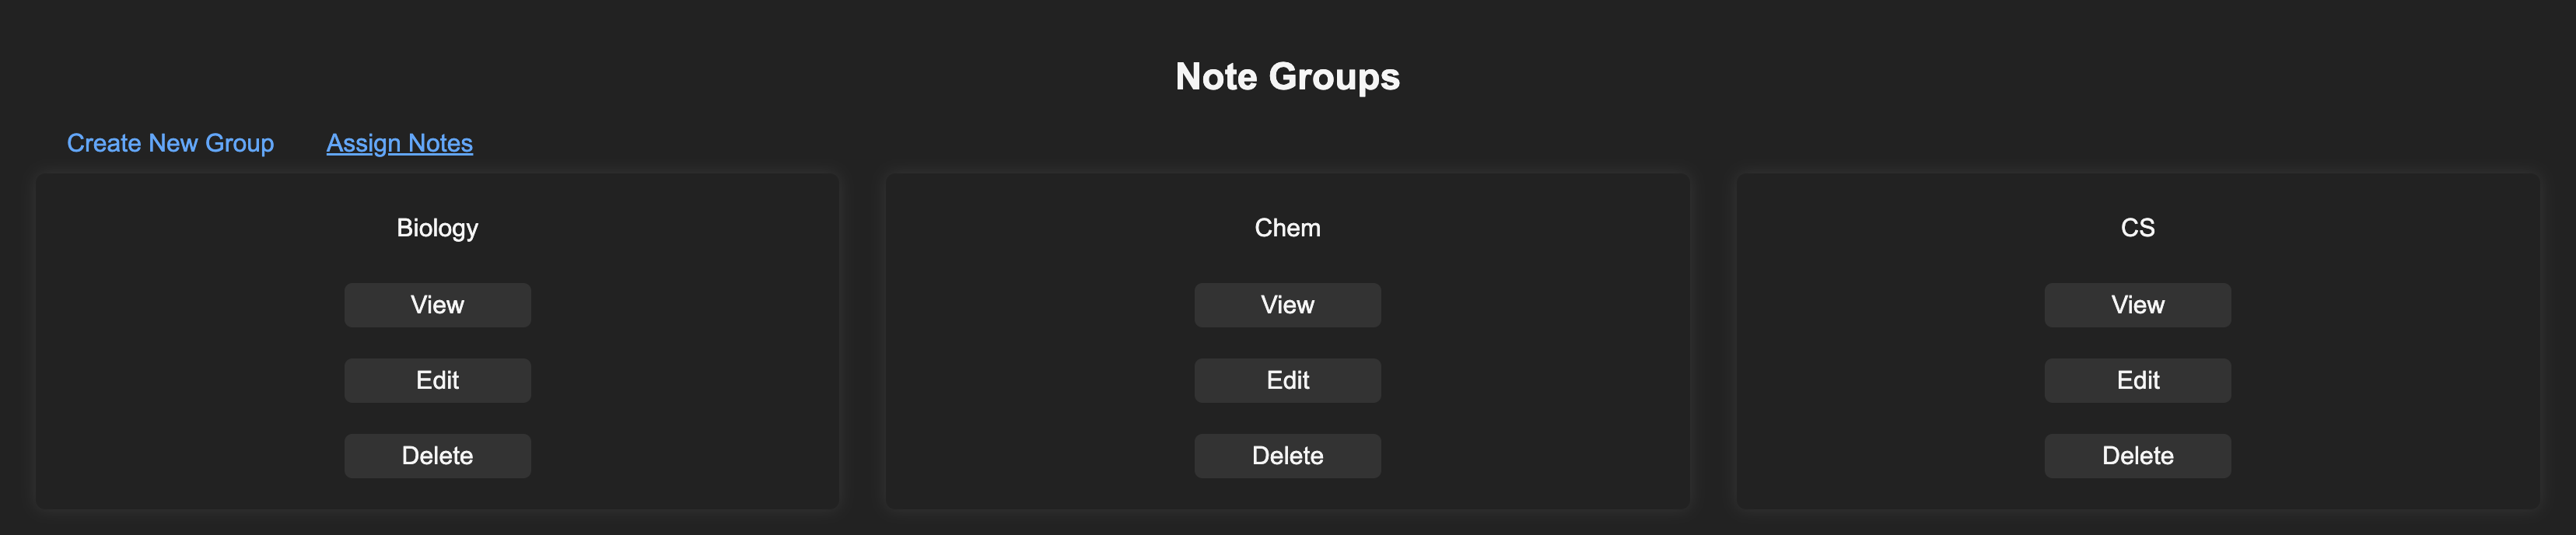 Note Groups
Create New Group Assign Notes
Biology
View
Edit
Delete
Chem
View
Edit
Delete
CS
View
Edit
Delete